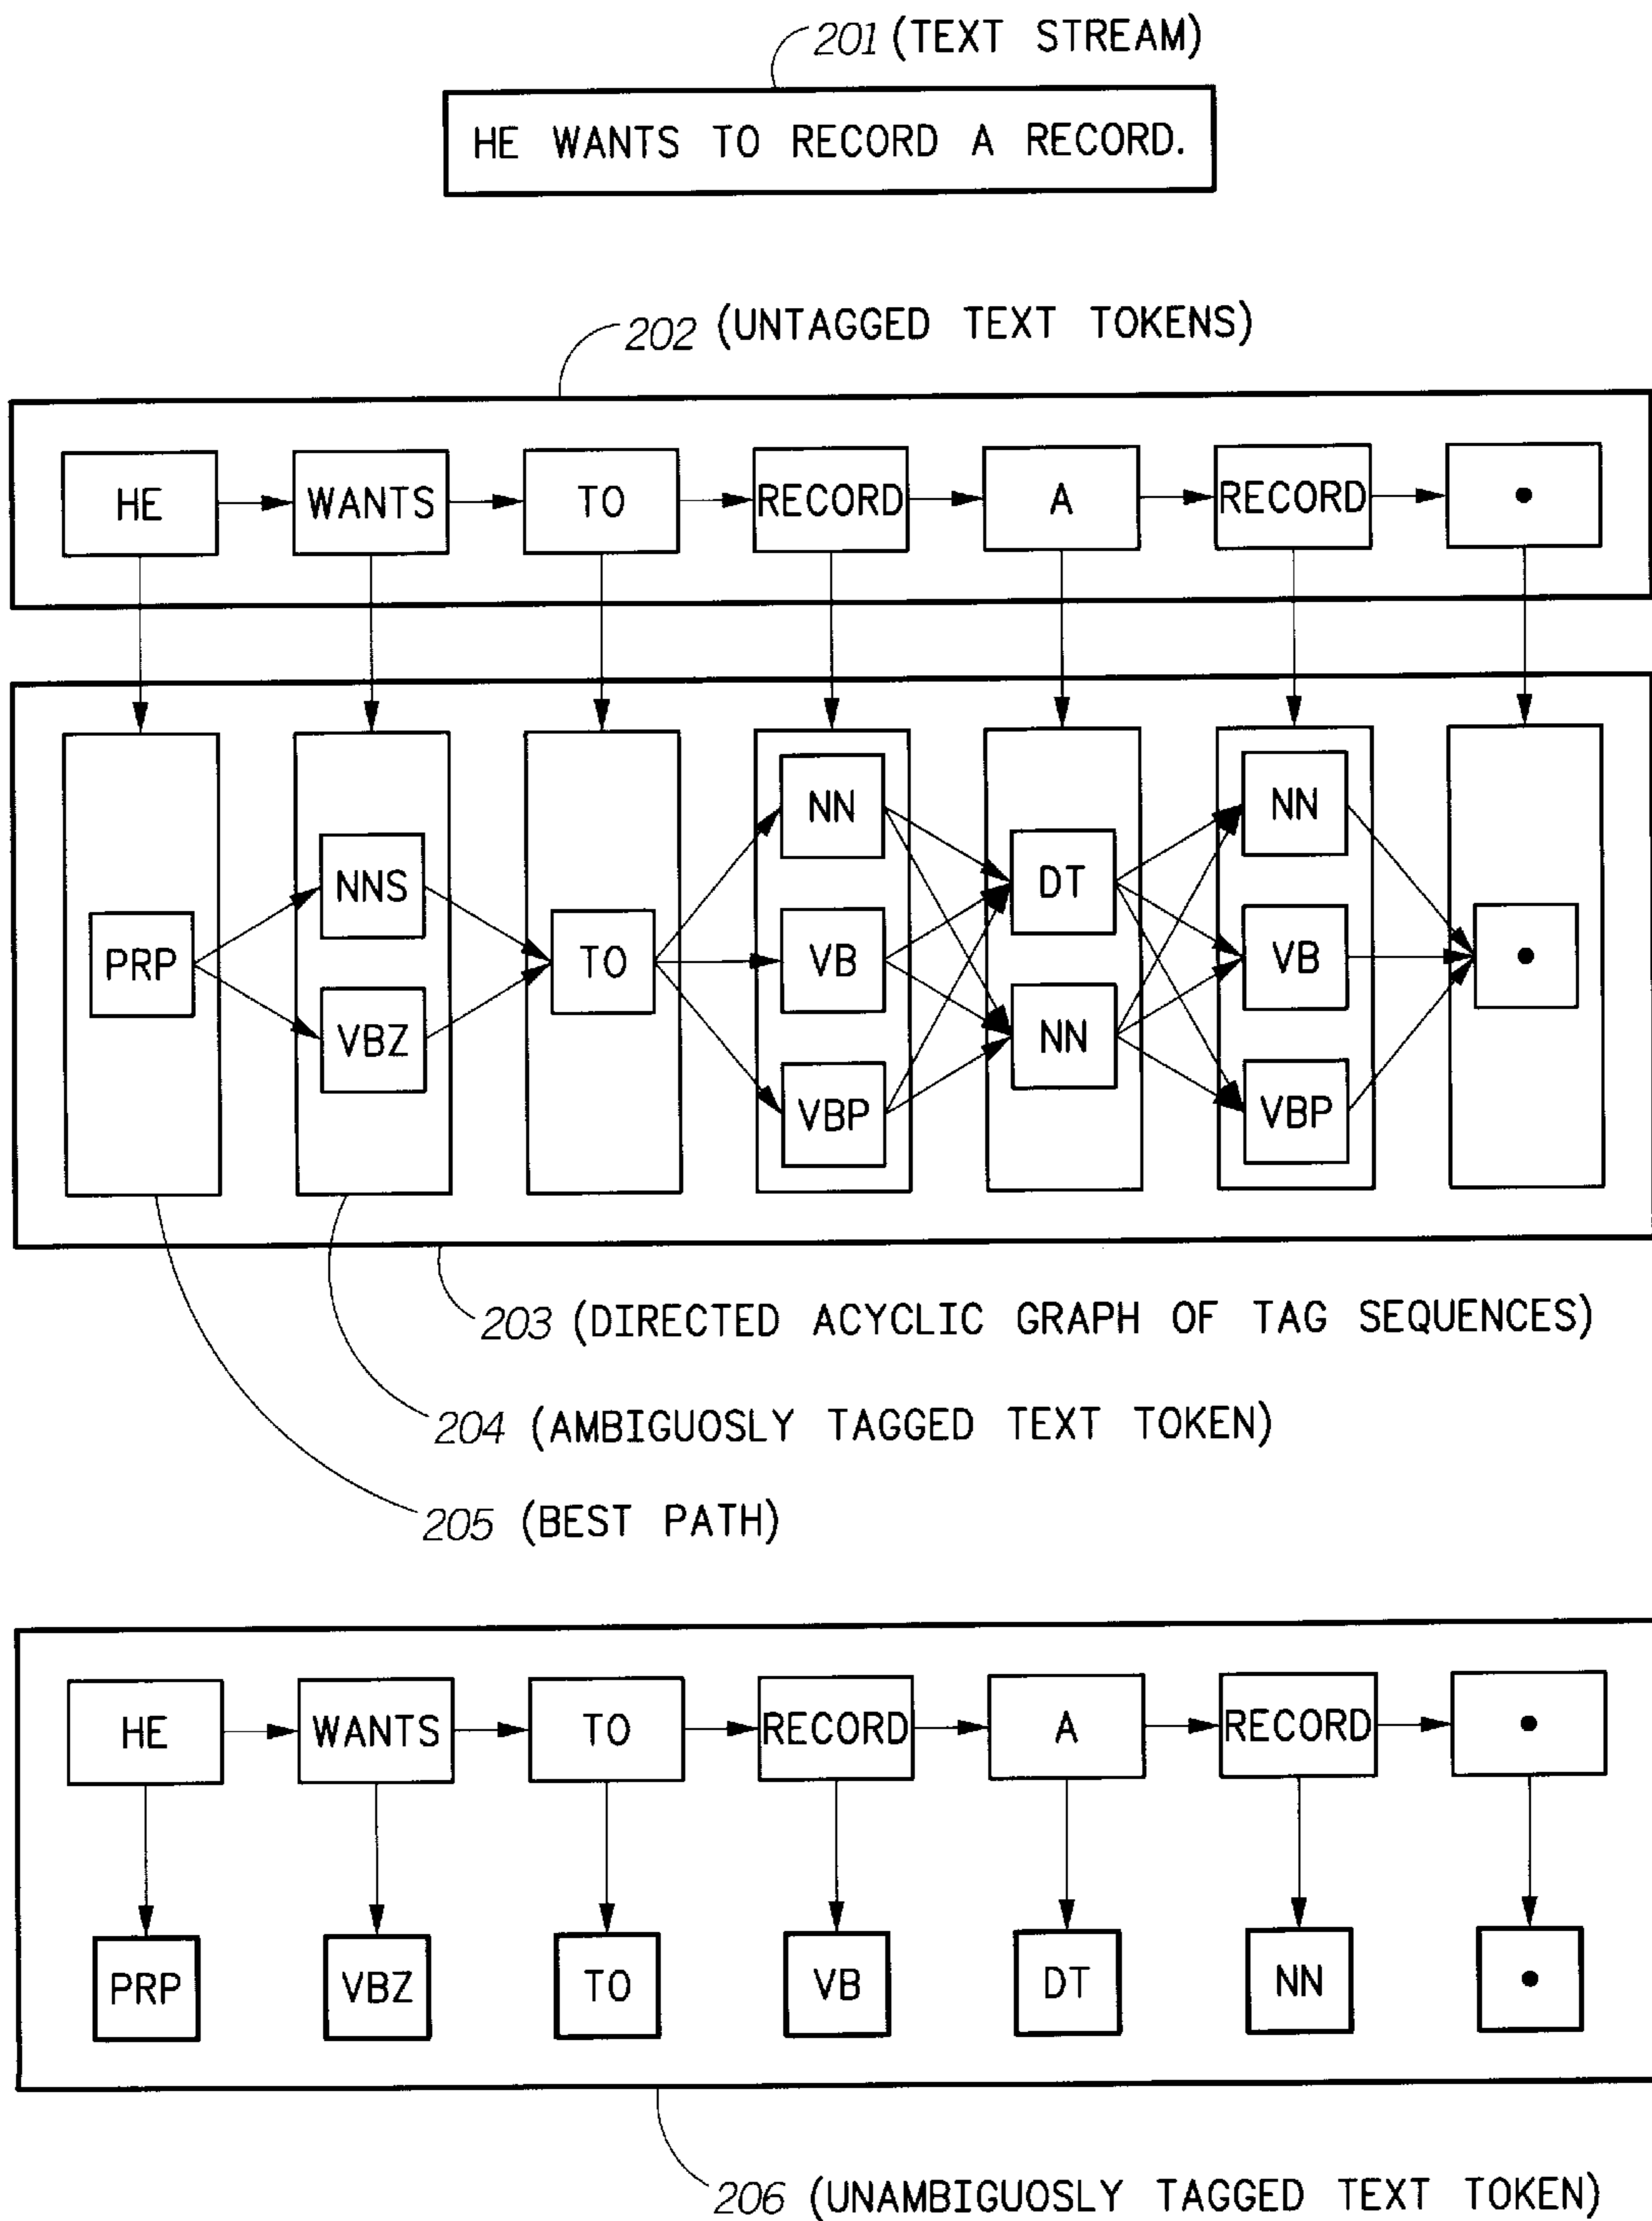 201 (TEXT STREAM)
HE WANTS TO RECORD A RECORD.
202 (UNTAGGED TEXT TOKENS)
HE WANTS TO RECORD A RECORD •
NN NN
NNS DT
PRP TO VB VB •
VBZ NN
VBP VBP
203 (DIRECTED ACYCLIC GRAPH OF TAG SEQUENCES)
204 (AMBIGUOSLY TAGGED TEXT TOKEN)
205 (BEST PATH)
HE WANTS TO RECORD A RECORD •
PRP VBZ TO VB DT NN •
206 (UNAMBIGUOSLY TAGGED TEXT TOKEN)